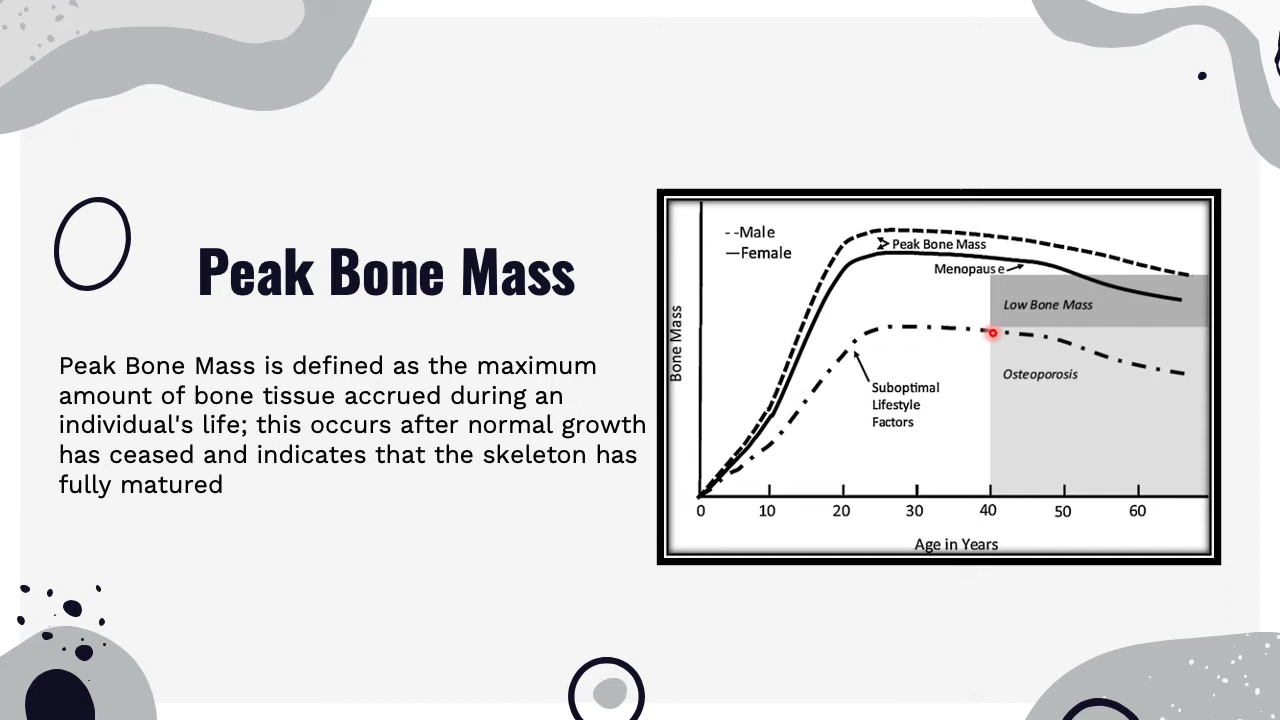 Peak Bone Mass
Peak Bone Mass is defined as the maximum
amount of bone tissue accrued during an
individual's life; this occurs after normal growth
has ceased and indicates that the skeleton has
fully matured
- -Male
—Female
Peak Bone Mass
Menopaus e
Low Bone Mass
Osteoporosis
Suboptimal
Lifestyle
Factors
Bone Mass
0 10 20 30 40 50 60
Age in Years